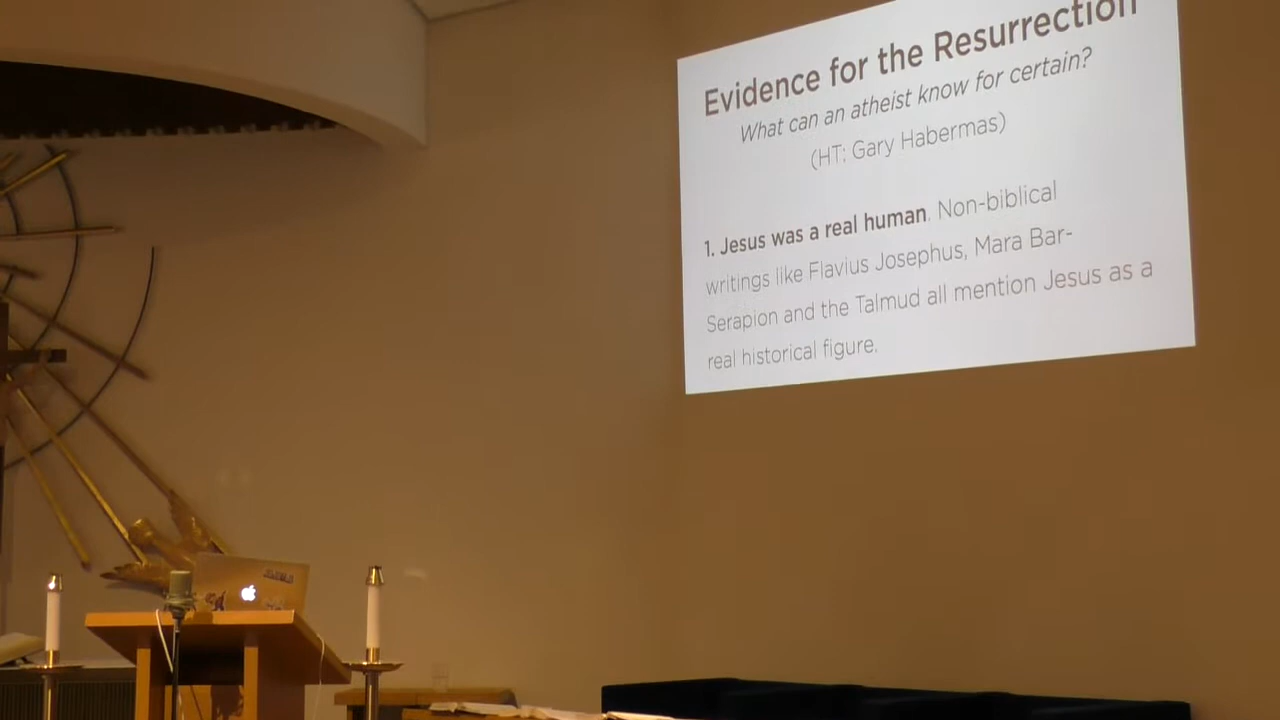 Evidence for the Resurrection
What can an atheist know for certain?
(HT: Gary Habermas)
1. Jesus was a real human. Non-biblical
writings like Flavius Josephus, Mara Bar-
Serapion and the Talmud all mention Jesus as a
real historical figure.